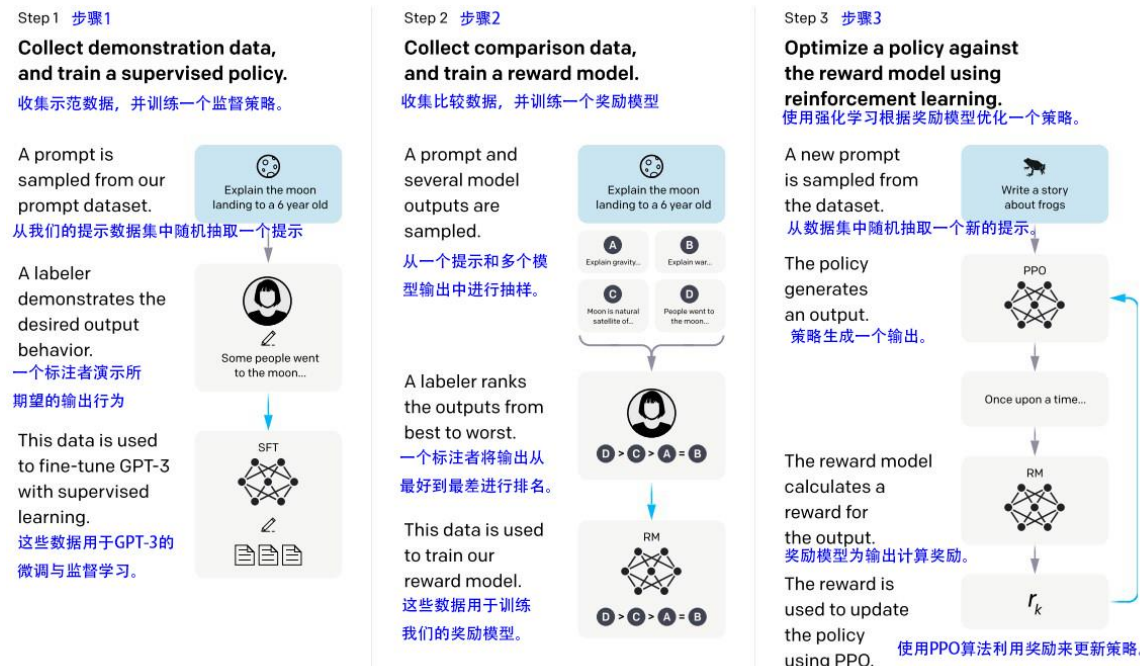 Step 1 步骤1
Collect demonstration data,
and train a supervised policy.
收集示范数据，并训练一个监督策略。
A prompt is
sampled from our
prompt dataset.
从我们的提示数据集中随机抽取一个提示
Explain the moon
landing to a 6 year old
A labeler
demonstrates the
desired output
behavior.
一个标注者演示所
期望的输出行为
Some people went
to the moon...
This data is used
to fine-tune GPT-3
with supervised
learning.
这些数据用于GPT-3的
微调与监督学习。
SFT
Step 2 步骤2
Collect comparison data,
and train a reward model.
收集比较数据，并训练一个奖励模型
A prompt and
several model
outputs are
sampled.
从一个提示和多个模
型输出中进行抽样。
Explain the moon
landing to a 6 year old
A B
Explain gravity... Explain war...
C D
Moon is natural
satellite of...
People went to
the moon...
A labeler ranks
the outputs from
best to worst.
一个标注者将输出从
最好到最差进行排名。
D > C > A = B
This data is used
to train our
reward model.
这些数据用于训练
我们的奖励模型。
RM
D > C > A = B
Step 3 步骤3
Optimize a policy against
the reward model using
reinforcement learning.
使用强化学习根据奖励模型优化一个策略。
A new prompt
is sampled from
the dataset.
从数据集中随机抽取一个新的提示。
Write a story
about frogs
The policy
generates
an output.
策略生成一个输出。
PPO
Once upon a time...
The reward model
calculates a
reward for
the output.
奖励模型为输出计算奖励。
RM
The reward is
used to update
the policy
using PPO.
使用PPO算法利用奖励来更新策略。
rk